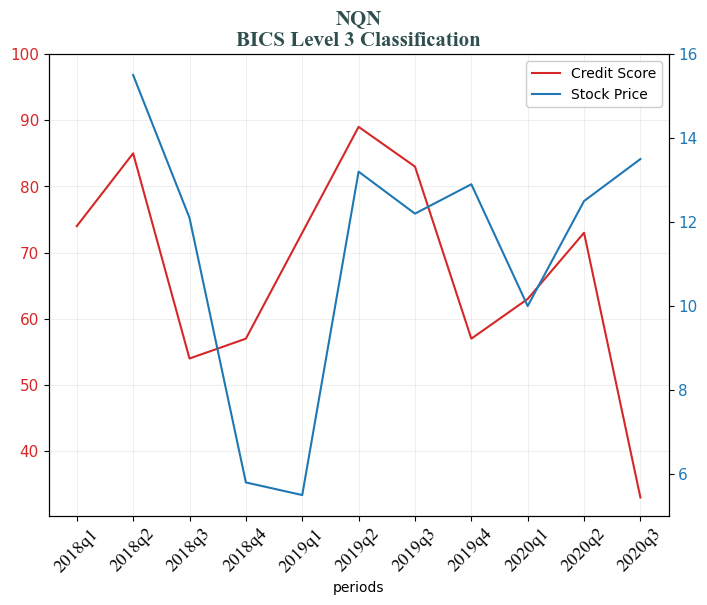 NQN
BICS Level 3 Classification
100
90
80
70
60
50
40
16
14
12
10
8
6
Credit Score
Stock Price
2018q1
2018q2
2018q3
2018q4
2019q1
2019q2
2019q3
2019q4
2020q1
2020q2
2020q3
periods